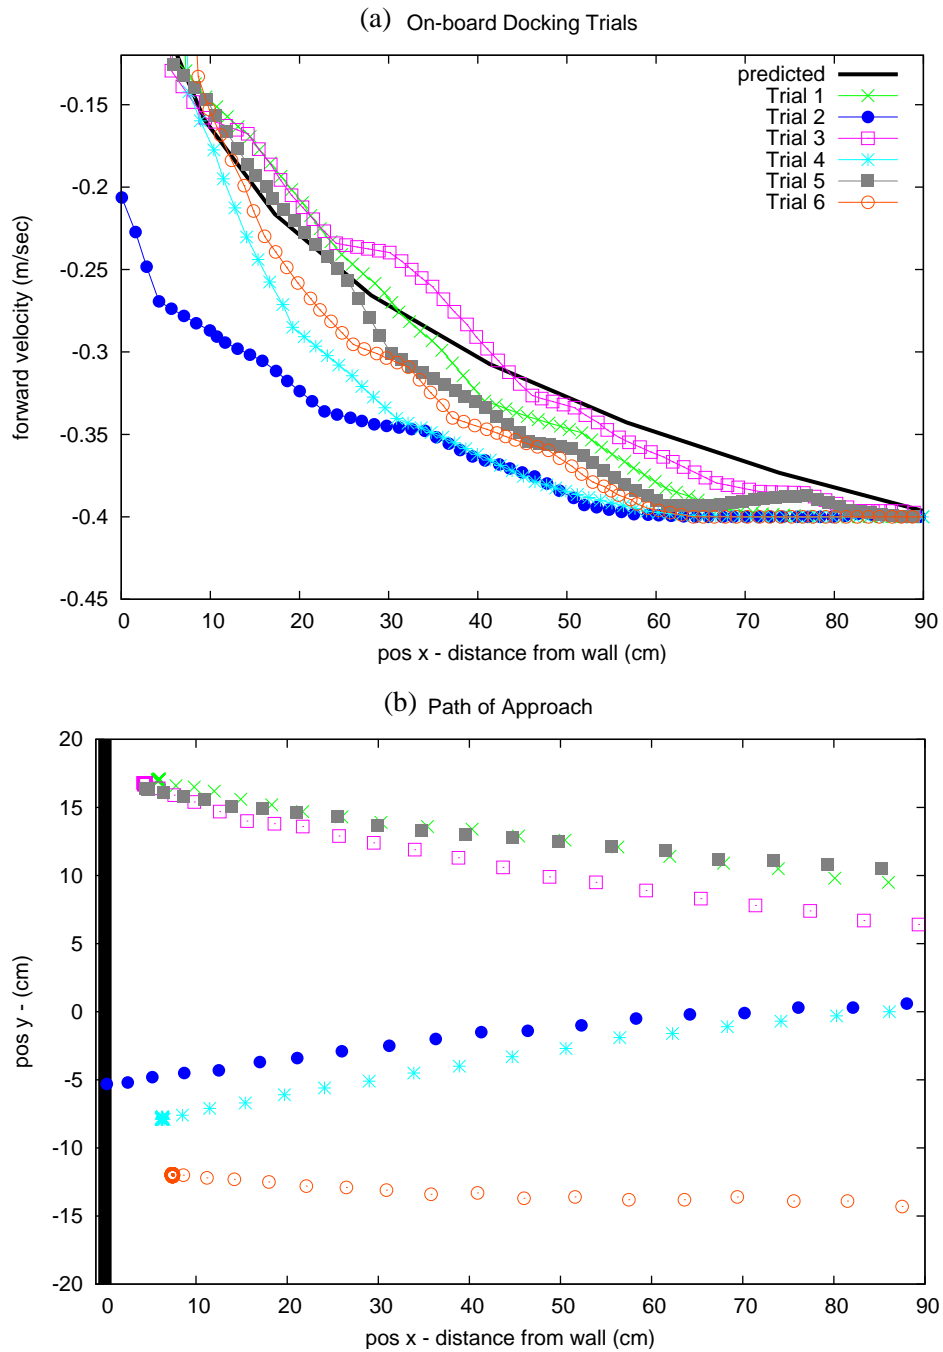 (a) On-board Docking Trials
predicted
Trial 1
Trial 2
Trial 3
Trial 4
Trial 5
Trial 6
-0.15
-0.2
-0.25
-0.3
-0.35
-0.4
-0.45
forward velocity (m/sec)
0 10 20 30 40 50 60 70 80 90
pos x - distance from wall (cm)
(b) Path of Approach
20
15
10
5
0
-5
-10
-15
-20
pos y - (cm)
0 10 20 30 40 50 60 70 80 90
pos x - distance from wall (cm)